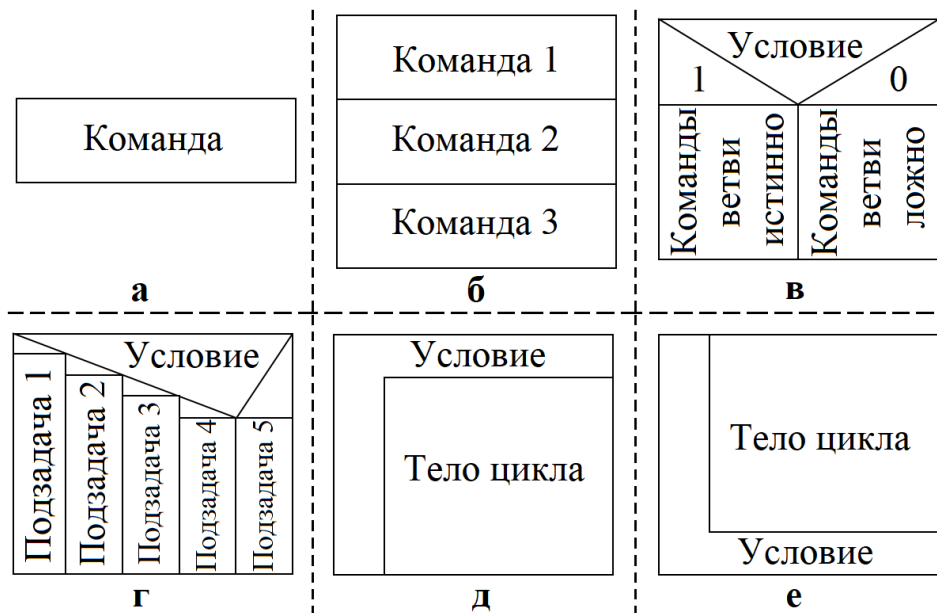 Команда
а
Команда 1
Команда 2
Команда 3
б
Условие
1
0
Команды
ветви
истинно
Команды
ветви
ложно
в
Условие
Подзадача 1
Подзадача 2
Подзадача 3
Подзадача 4
Подзадача 5
г
Условие
Тело цикла
д
Тело цикла
Условие
е